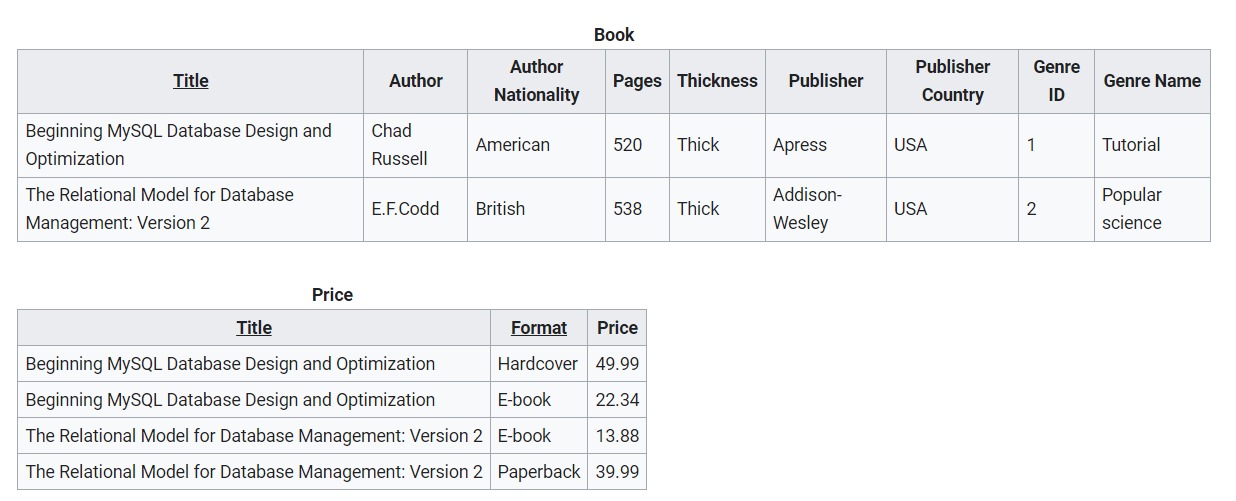 Book
Title Author Author Nationality Pages Thickness Publisher Publisher Country Genre ID Genre Name
Beginning MySQL Database Design and Optimization Chad Russell American 520 Thick Apress USA 1 Tutorial
The Relational Model for Database Management: Version 2 E.F.Codd British 538 Thick Addison-Wesley USA 2 Popular science
Price
Title Format Price
Beginning MySQL Database Design and Optimization Hardcover 49.99
Beginning MySQL Database Design and Optimization E-book 22.34
The Relational Model for Database Management: Version 2 E-book 13.88
The Relational Model for Database Management: Version 2 Paperback 39.99